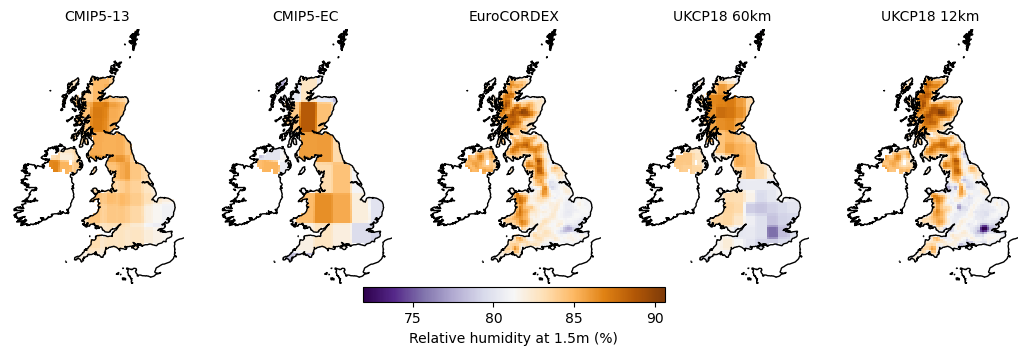 CMIP5-13 CMIP5-EC EuroCORDEX UKCP18 60km UKCP18 12km
75 80 85 90
Relative humidity at 1.5m (%)